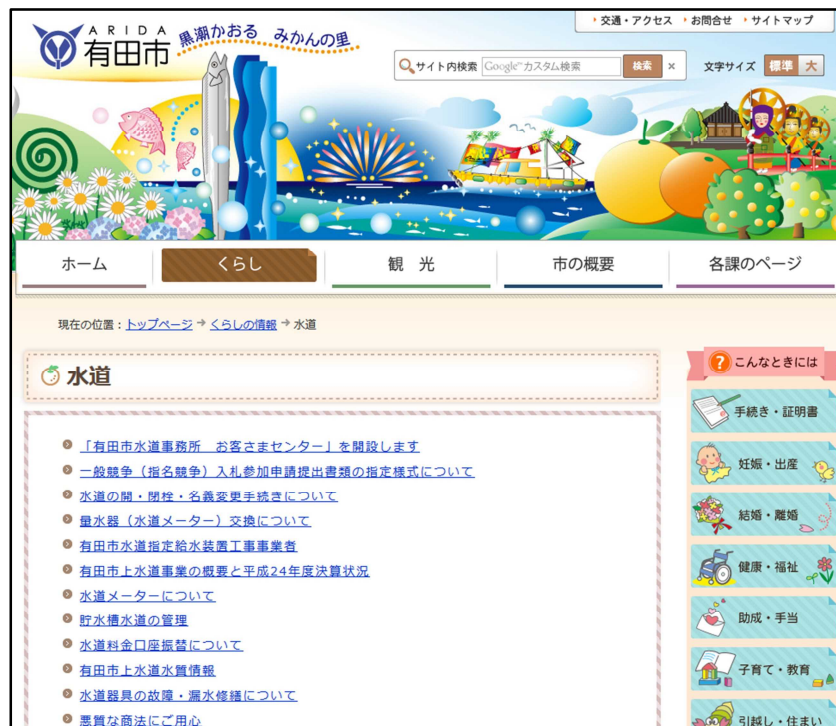 交通・アクセス お問合せ サイトマップ
ARIDA
有田市
黒潮かおる みかんの里
サイト内検索 Google™カスタム検索 検索 × 文字サイズ 標準 大
ホーム くらし 観 光 市の概要 各課のページ
現在の位置：トップページ → くらしの情報 → 水道
水道
「有田市水道事務所 お客さまセンター」を開設します
一般競争（指名競争）入札参加申請提出書類の指定様式について
水道の開・閉栓・名義変更手続きについて
量水器（水道メーター）交換について
有田市水道指定給水装置工事事業者
有田市上水道事業の概要と平成24年度決算状況
水道メーターについて
貯水槽水道の管理
水道料金口座振替について
有田市上水道水質情報
水道器具の故障・漏水修繕について
悪質な商法にご用心
? こんなときには
手続き・証明書
妊娠・出産
結婚・離婚
健康・福祉
助成・手当
子育て・教育
引越し・住まい